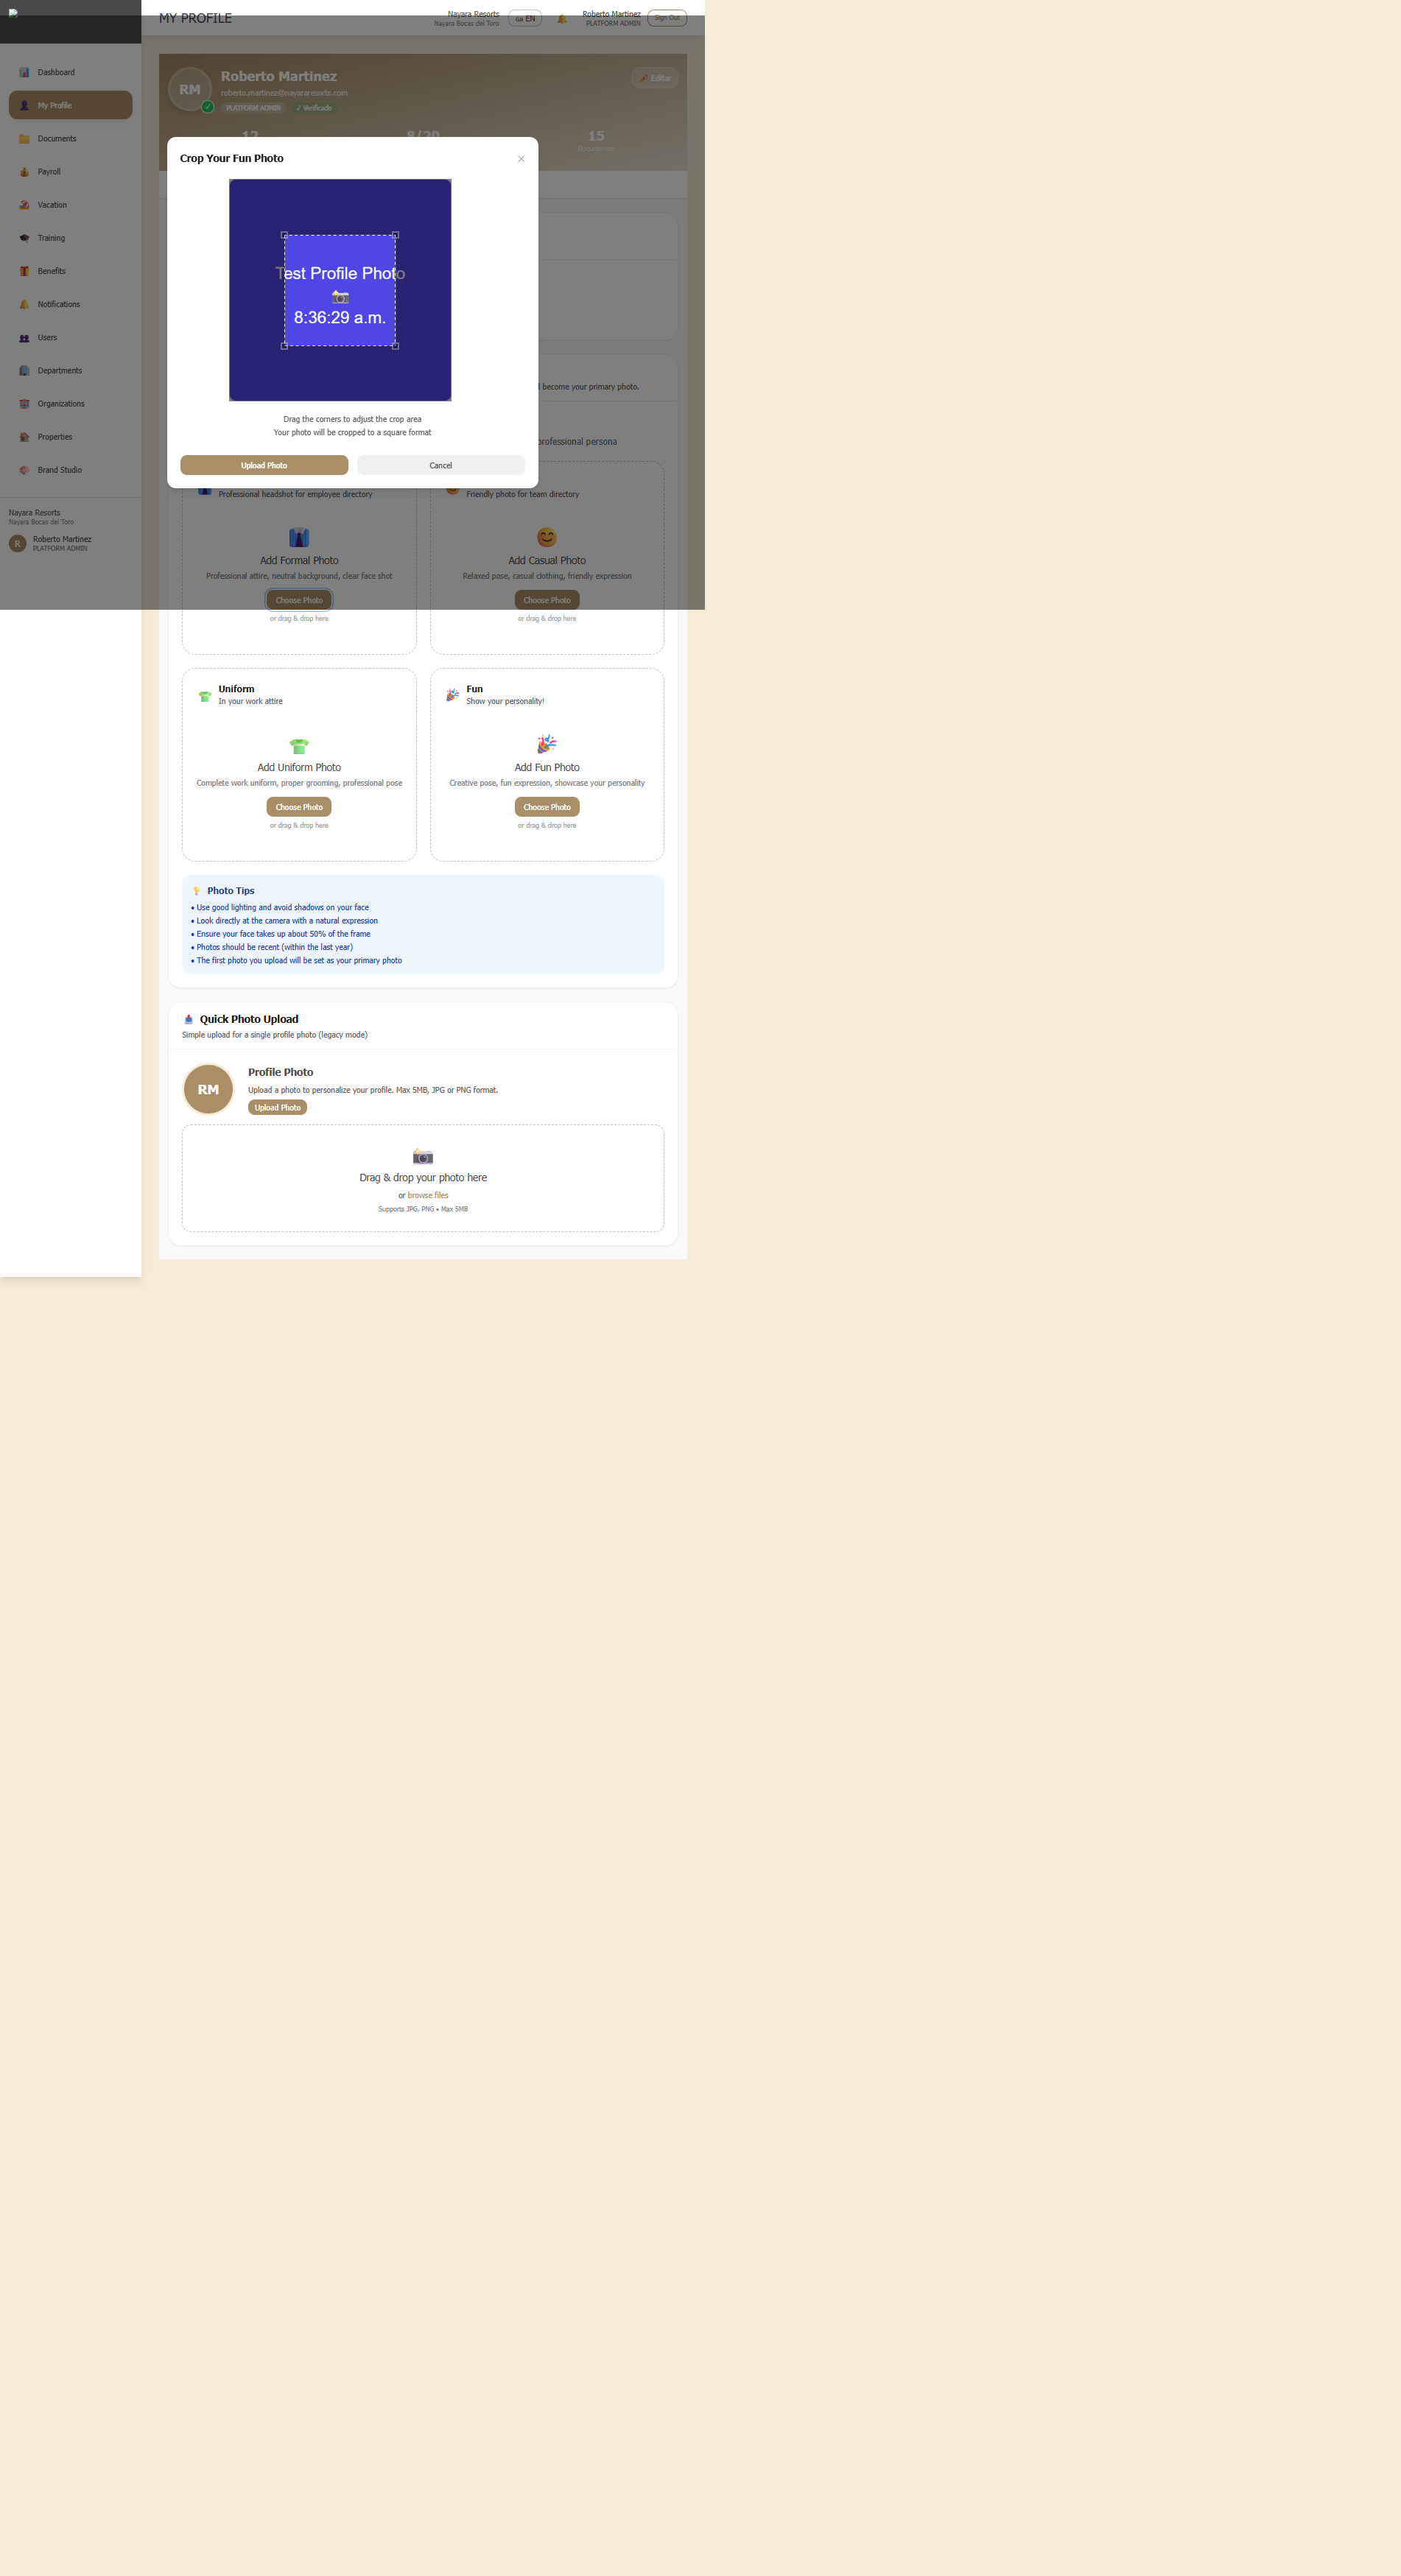 MY PROFILE
Nayara Resorts
Nayara Bocas del Toro
EN
Roberto Martinez
PLATFORM ADMIN
Sign Out
Dashboard
My Profile
Documents
Payroll
Vacation
Training
Benefits
Notifications
Users
Departments
Organizations
Properties
Brand Studio
Nayara Resorts
Nayara Bocas del Toro
R
Roberto Martinez
PLATFORM ADMIN
RM
✓
Roberto Martinez
roberto.martinez@nayararesorts.com
PLATFORM ADMIN
✓ Verificado
Editar
12
8/20
15
Documentos
Crop Your Fun Photo
×
Test Profile Photo
8:36:29 a.m.
Drag the corners to adjust the crop area
Your photo will be cropped to a square format
Upload Photo
Cancel
become your primary photo.
professional persona
Professional headshot for employee directory
Add Formal Photo
Professional attire, neutral background, clear face shot
Choose Photo
or drag & drop here
Friendly photo for team directory
Add Casual Photo
Relaxed pose, casual clothing, friendly expression
Choose Photo
or drag & drop here
Uniform
In your work attire
Add Uniform Photo
Complete work uniform, proper grooming, professional pose
Choose Photo
or drag & drop here
Fun
Show your personality!
Add Fun Photo
Creative pose, fun expression, showcase your personality
Choose Photo
or drag & drop here
Photo Tips
• Use good lighting and avoid shadows on your face
• Look directly at the camera with a natural expression
• Ensure your face takes up about 50% of the frame
• Photos should be recent (within the last year)
• The first photo you upload will be set as your primary photo
Quick Photo Upload
Simple upload for a single profile photo (legacy mode)
RM
Profile Photo
Upload a photo to personalize your profile. Max 5MB, JPG or PNG format.
Upload Photo
Drag & drop your photo here
or browse files
Supports JPG, PNG • Max 5MB